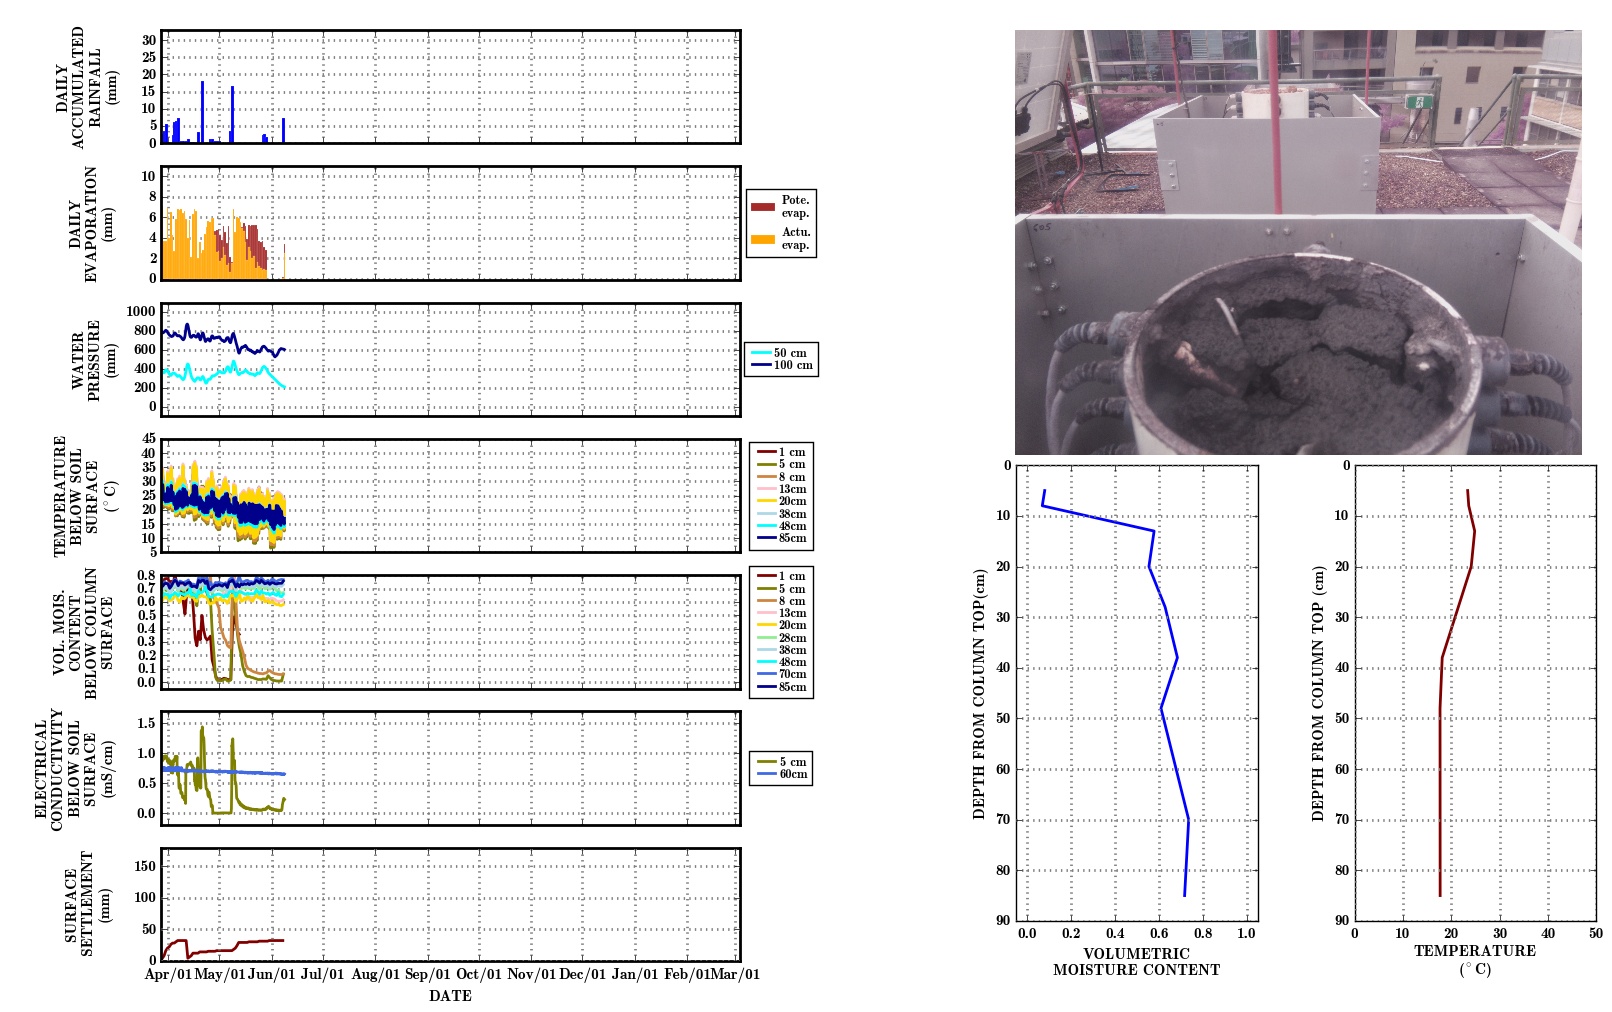 DAILY
ACCUMULATED
RAINFALL
(mm)
30
25
20
15
10
5
0
DAILY
EVAPORATION
(mm)
10
8
6
4
2
0
Pote.
evap.
Actu.
evap.
WATER
PRESSURE
(mm)
1000
800
600
400
200
0
50 cm
100 cm
TEMPERATURE
BELOW SOIL
SURFACE
(°C)
45
40
35
30
25
20
15
10
5
1 cm
5 cm
8 cm
13cm
20cm
38cm
48cm
85cm
VOL. MOIS.
CONTENT
BELOW COLUMN
SURFACE
0.8
0.7
0.6
0.5
0.4
0.3
0.2
0.1
0.0
1 cm
5 cm
8 cm
13cm
20cm
28cm
38cm
48cm
70cm
85cm
ELECTRICAL
CONDUCTIVITY
BELOW SOIL
SURFACE
(mS/cm)
1.5
1.0
0.5
0.0
5 cm
60cm
SURFACE
SETTLEMENT
(mm)
150
100
50
0
Apr/01 May/01 Jun/01 Jul/01 Aug/01 Sep/01 Oct/01 Nov/01 Dec/01 Jan/01 Feb/01 Mar/01
DATE
DEPTH FROM COLUMN TOP(cm)
0
10
20
30
40
50
60
70
80
90
0.0 0.2 0.4 0.6 0.8 1.0
VOLUMETRIC
MOISTURE CONTENT
DEPTH FROM COLUMN TOP (cm)
0
10
20
30
40
50
60
70
80
90
0 10 20 30 40 50
TEMPERATURE
(°C)